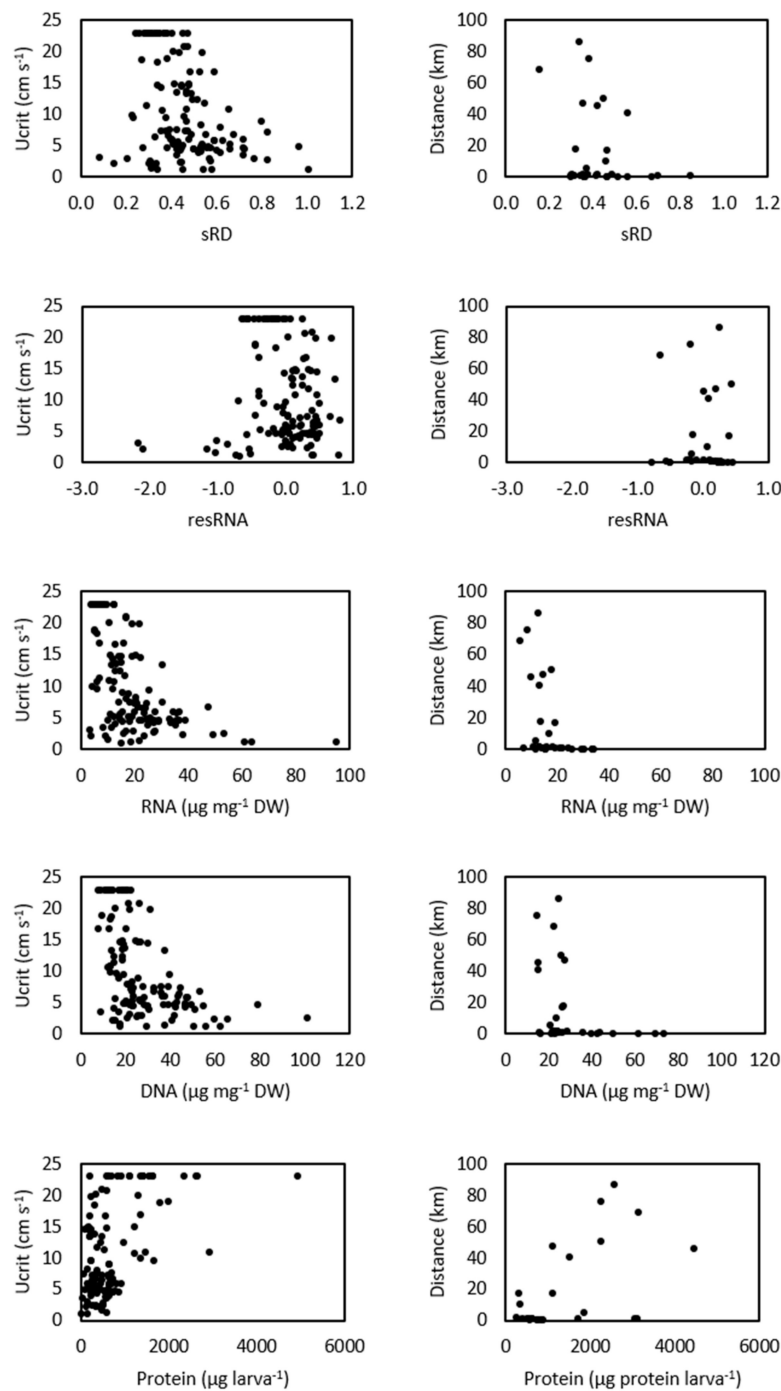 25
20
15
10
5
0
Ucrit (cm s⁻¹)
0.0 0.2 0.4 0.6 0.8 1.0 1.2
sRD
100
80
60
40
20
0
Distance (km)
0.0 0.2 0.4 0.6 0.8 1.0 1.2
sRD
25
20
15
10
5
0
Ucrit (cm s⁻¹)
-3.0 -2.0 -1.0 0.0 1.0
resRNA
100
80
60
40
20
0
Distance (km)
-3.0 -2.0 -1.0 0.0 1.0
resRNA
25
20
15
10
5
0
Ucrit (cm s⁻¹)
0 20 40 60 80 100
RNA (µg mg⁻¹ DW)
100
80
60
40
20
0
Distance (km)
0 20 40 60 80 100
RNA (µg mg⁻¹ DW)
25
20
15
10
5
0
Ucrit (cm s⁻¹)
0 20 40 60 80 100 120
DNA (µg mg⁻¹ DW)
100
80
60
40
20
0
Distance (km)
0 20 40 60 80 100 120
DNA (µg mg⁻¹ DW)
25
20
15
10
5
0
Ucrit (cm s⁻¹)
0 2000 4000 6000
Protein (µg larva⁻¹)
100
80
60
40
20
0
Distance (km)
0 2000 4000 6000
Protein (µg protein larva⁻¹)